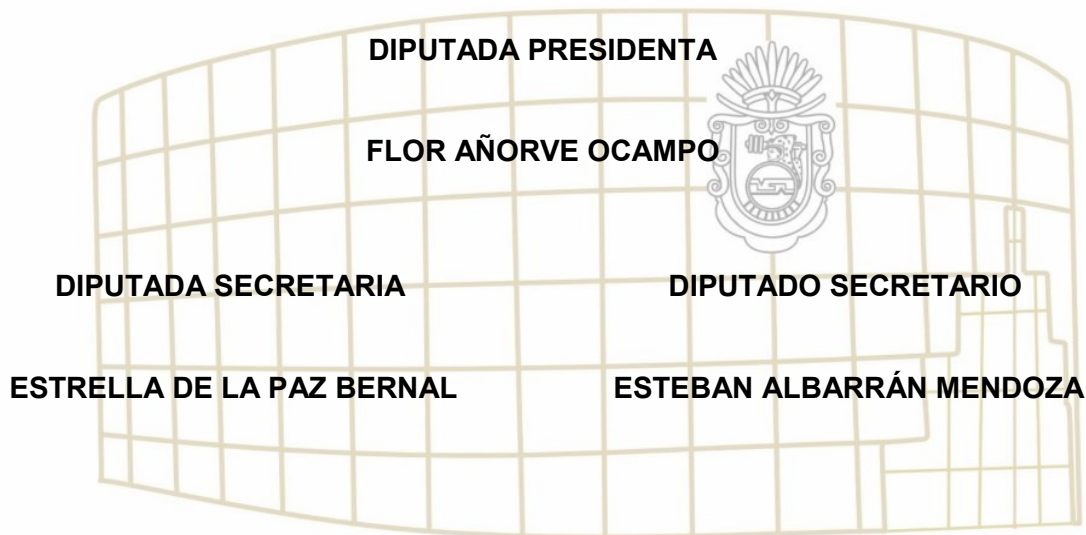 DIPUTADA PRESIDENTA
FLOR AÑORVE OCAMPO
DIPUTADA SECRETARIA
DIPUTADO SECRETARIO
ESTRELLA DE LA PAZ BERNAL
ESTEBAN ALBARRÁN MENDOZA